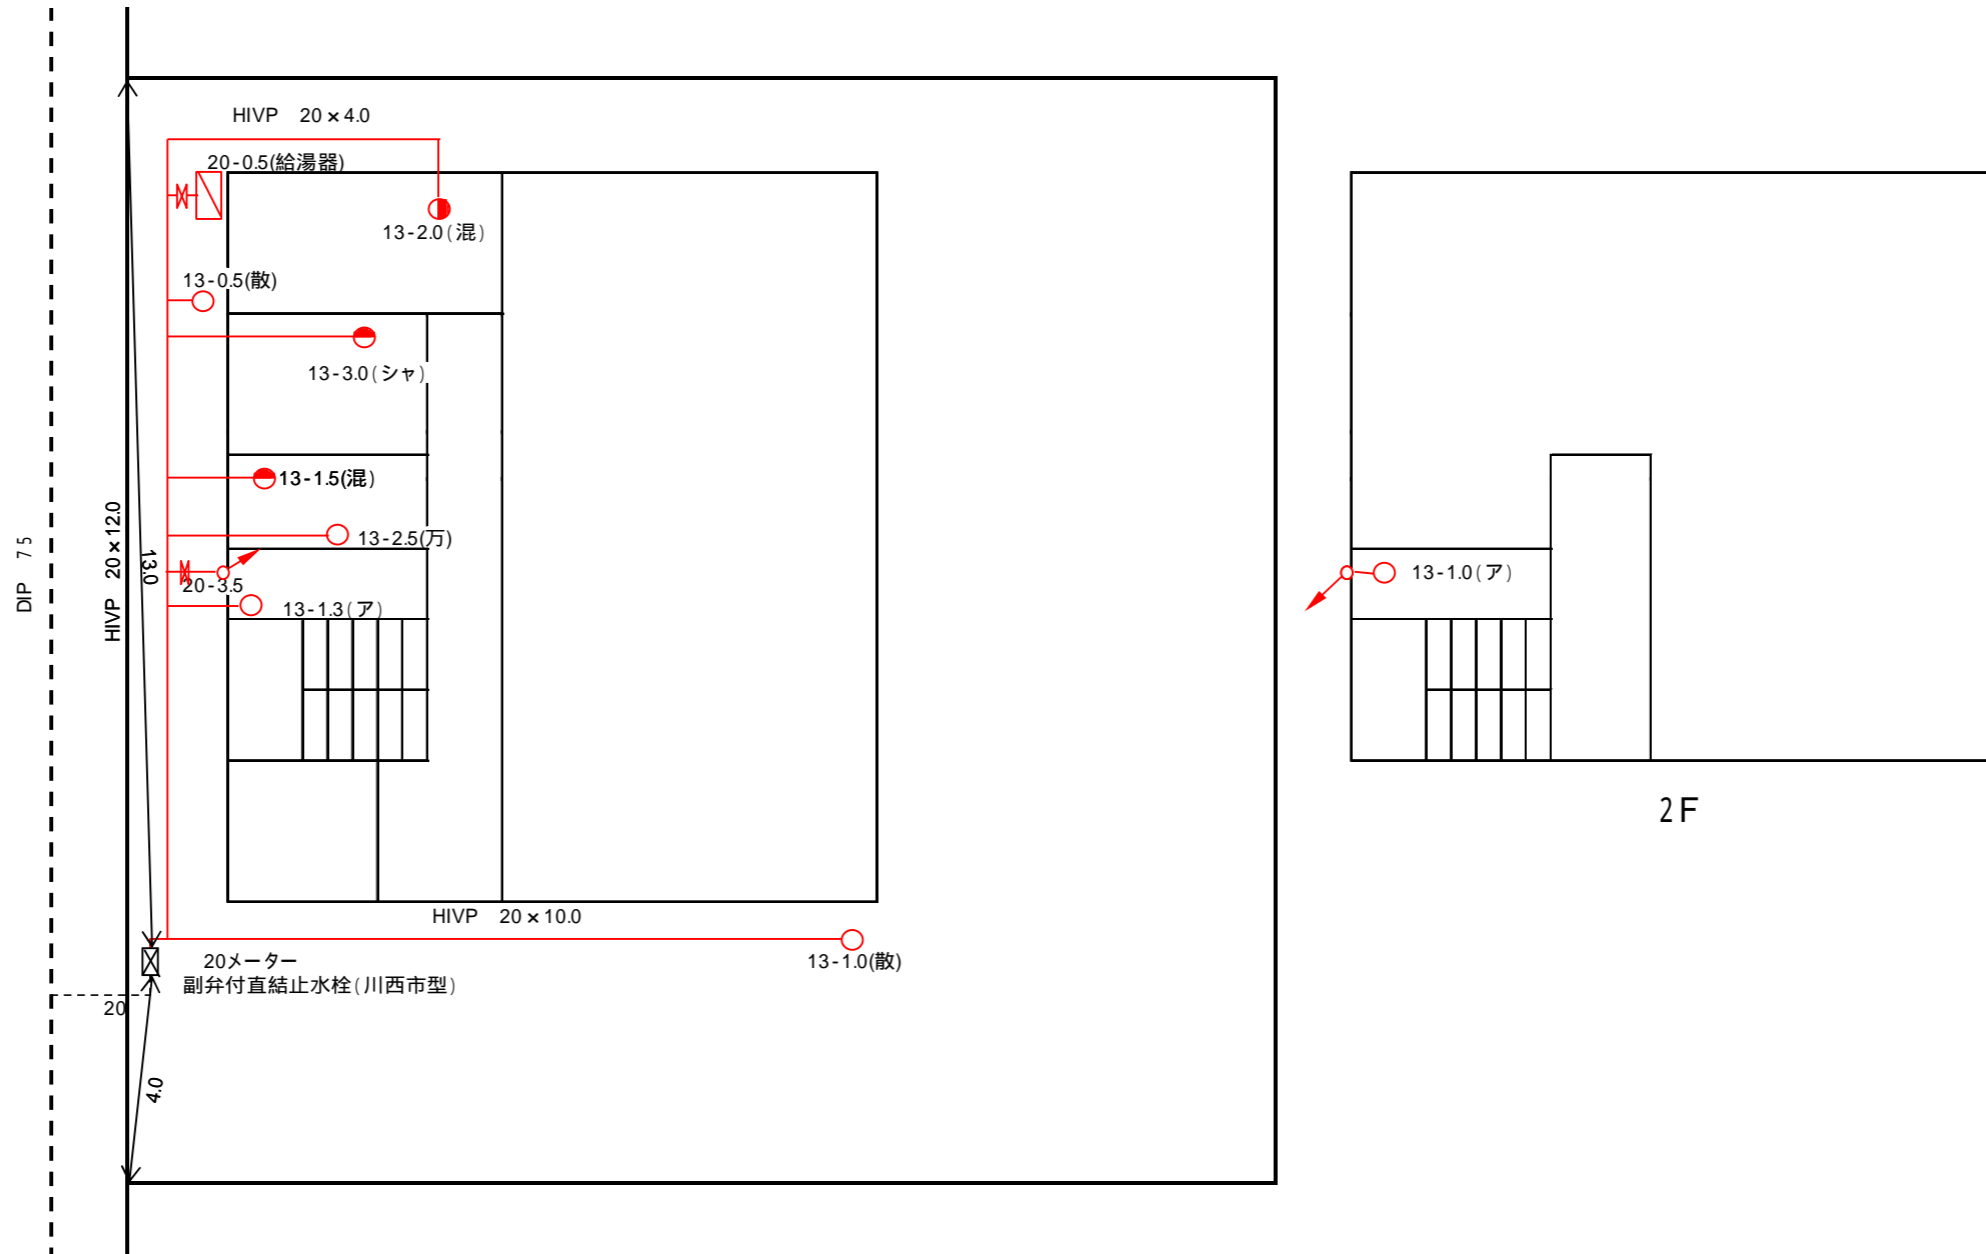 HIVP 20×4.0
20-0.5(給湯器)
13-2.0(混)
13-0.5(散)
13-3.0(シャ)
13-1.5(混)
13-2.5(万)
20-3.5
13-1.3(ア)
DIP 75
HIVP 20×12.0
13.0
HIVP 20×10.0
20メーター
副弁付直結止水栓(川西市型)
13-1.0(散)
20
4.0
13-1.0(ア)
2F